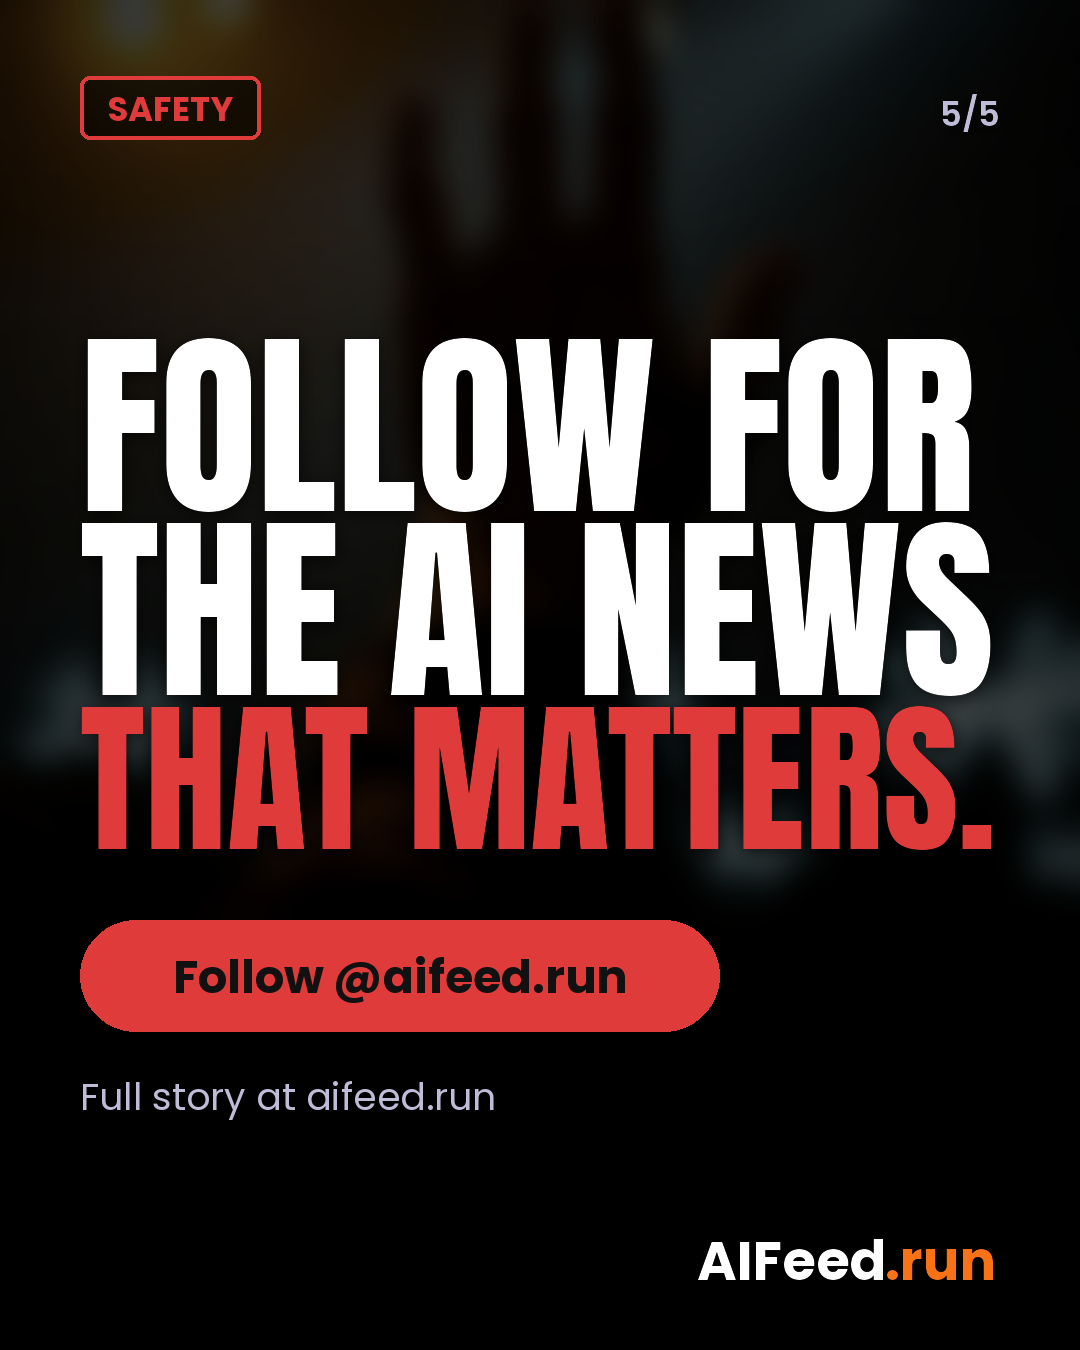 SAFETY
5/5
FOLLOW FOR
THE AI NEWS
THAT MATTERS.
Follow @aifeed.run
Full story at aifeed.run
AIFeed.run